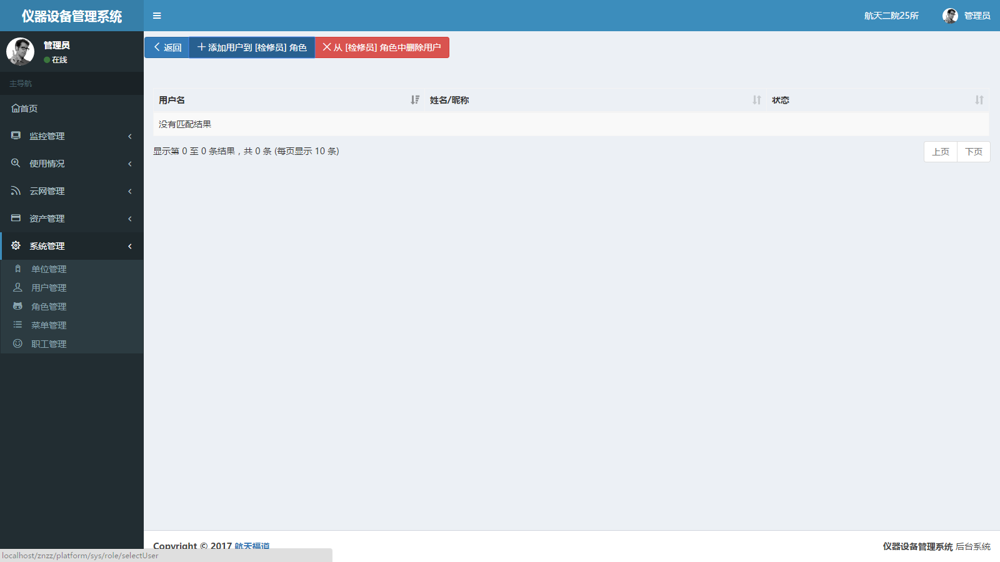 仪器设备管理系统
航天二院25所
管理员
管理员
在线
主导航
首页
监控管理
使用情况
云网管理
资产管理
系统管理
单位管理
用户管理
角色管理
菜单管理
职工管理
返回
添加用户到 [检修员] 角色
从 [检修员] 角色中删除用户
用户名 姓名/昵称 状态
没有匹配结果
显示第 0 至 0 条结果，共 0 条 (每页显示 10 条)
上页 下页
Copyright © 2017 航天福道
仪器设备管理系统 后台系统
localhost/znzz/platform/sys/role/selectUser